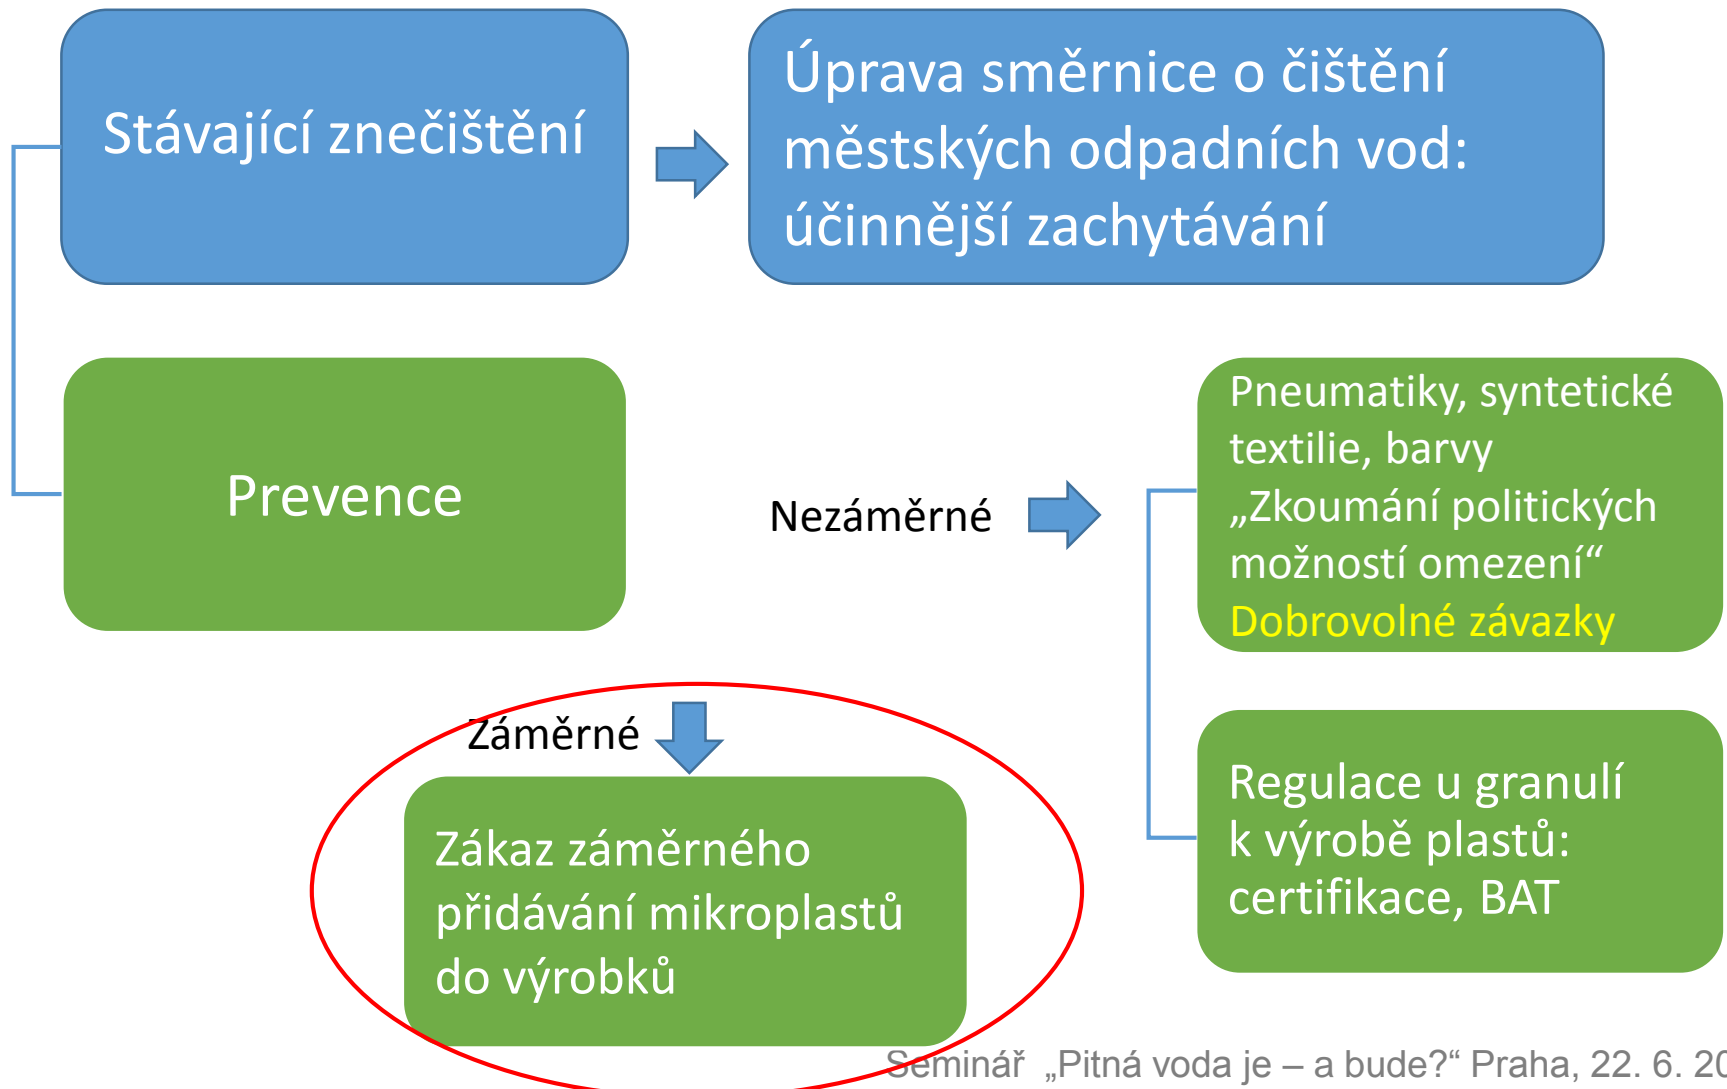 Stávající znečištění
Úprava směrnice o čištění
městských odpadních vod:
účinnější zachytávání
Prevence
Nezáměrné
Pneumatiky, syntetické
textilie, barvy
„Zkoumání politických
možností omezení“
Dobrovolné závazky
Záměrné
Zákaz záměrného
přidávání mikroplastů
do výrobků
Regulace u granulí
k výrobě plastů:
certifikace, BAT
Seminář „Pitná voda je – a bude?“ Praha, 22. 6.